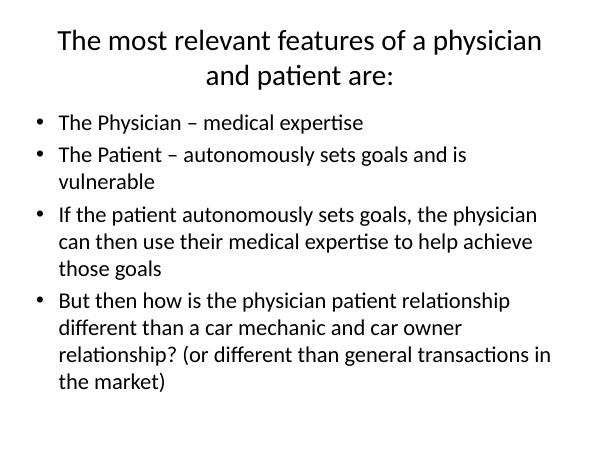 The most relevant features of a physician
and patient are:
• The Physician – medical expertise
• The Patient – autonomously sets goals and is
vulnerable
• If the patient autonomously sets goals, the physician
can then use their medical expertise to help achieve
those goals
• But then how is the physician patient relationship
different than a car mechanic and car owner
relationship? (or different than general transactions in
the market)